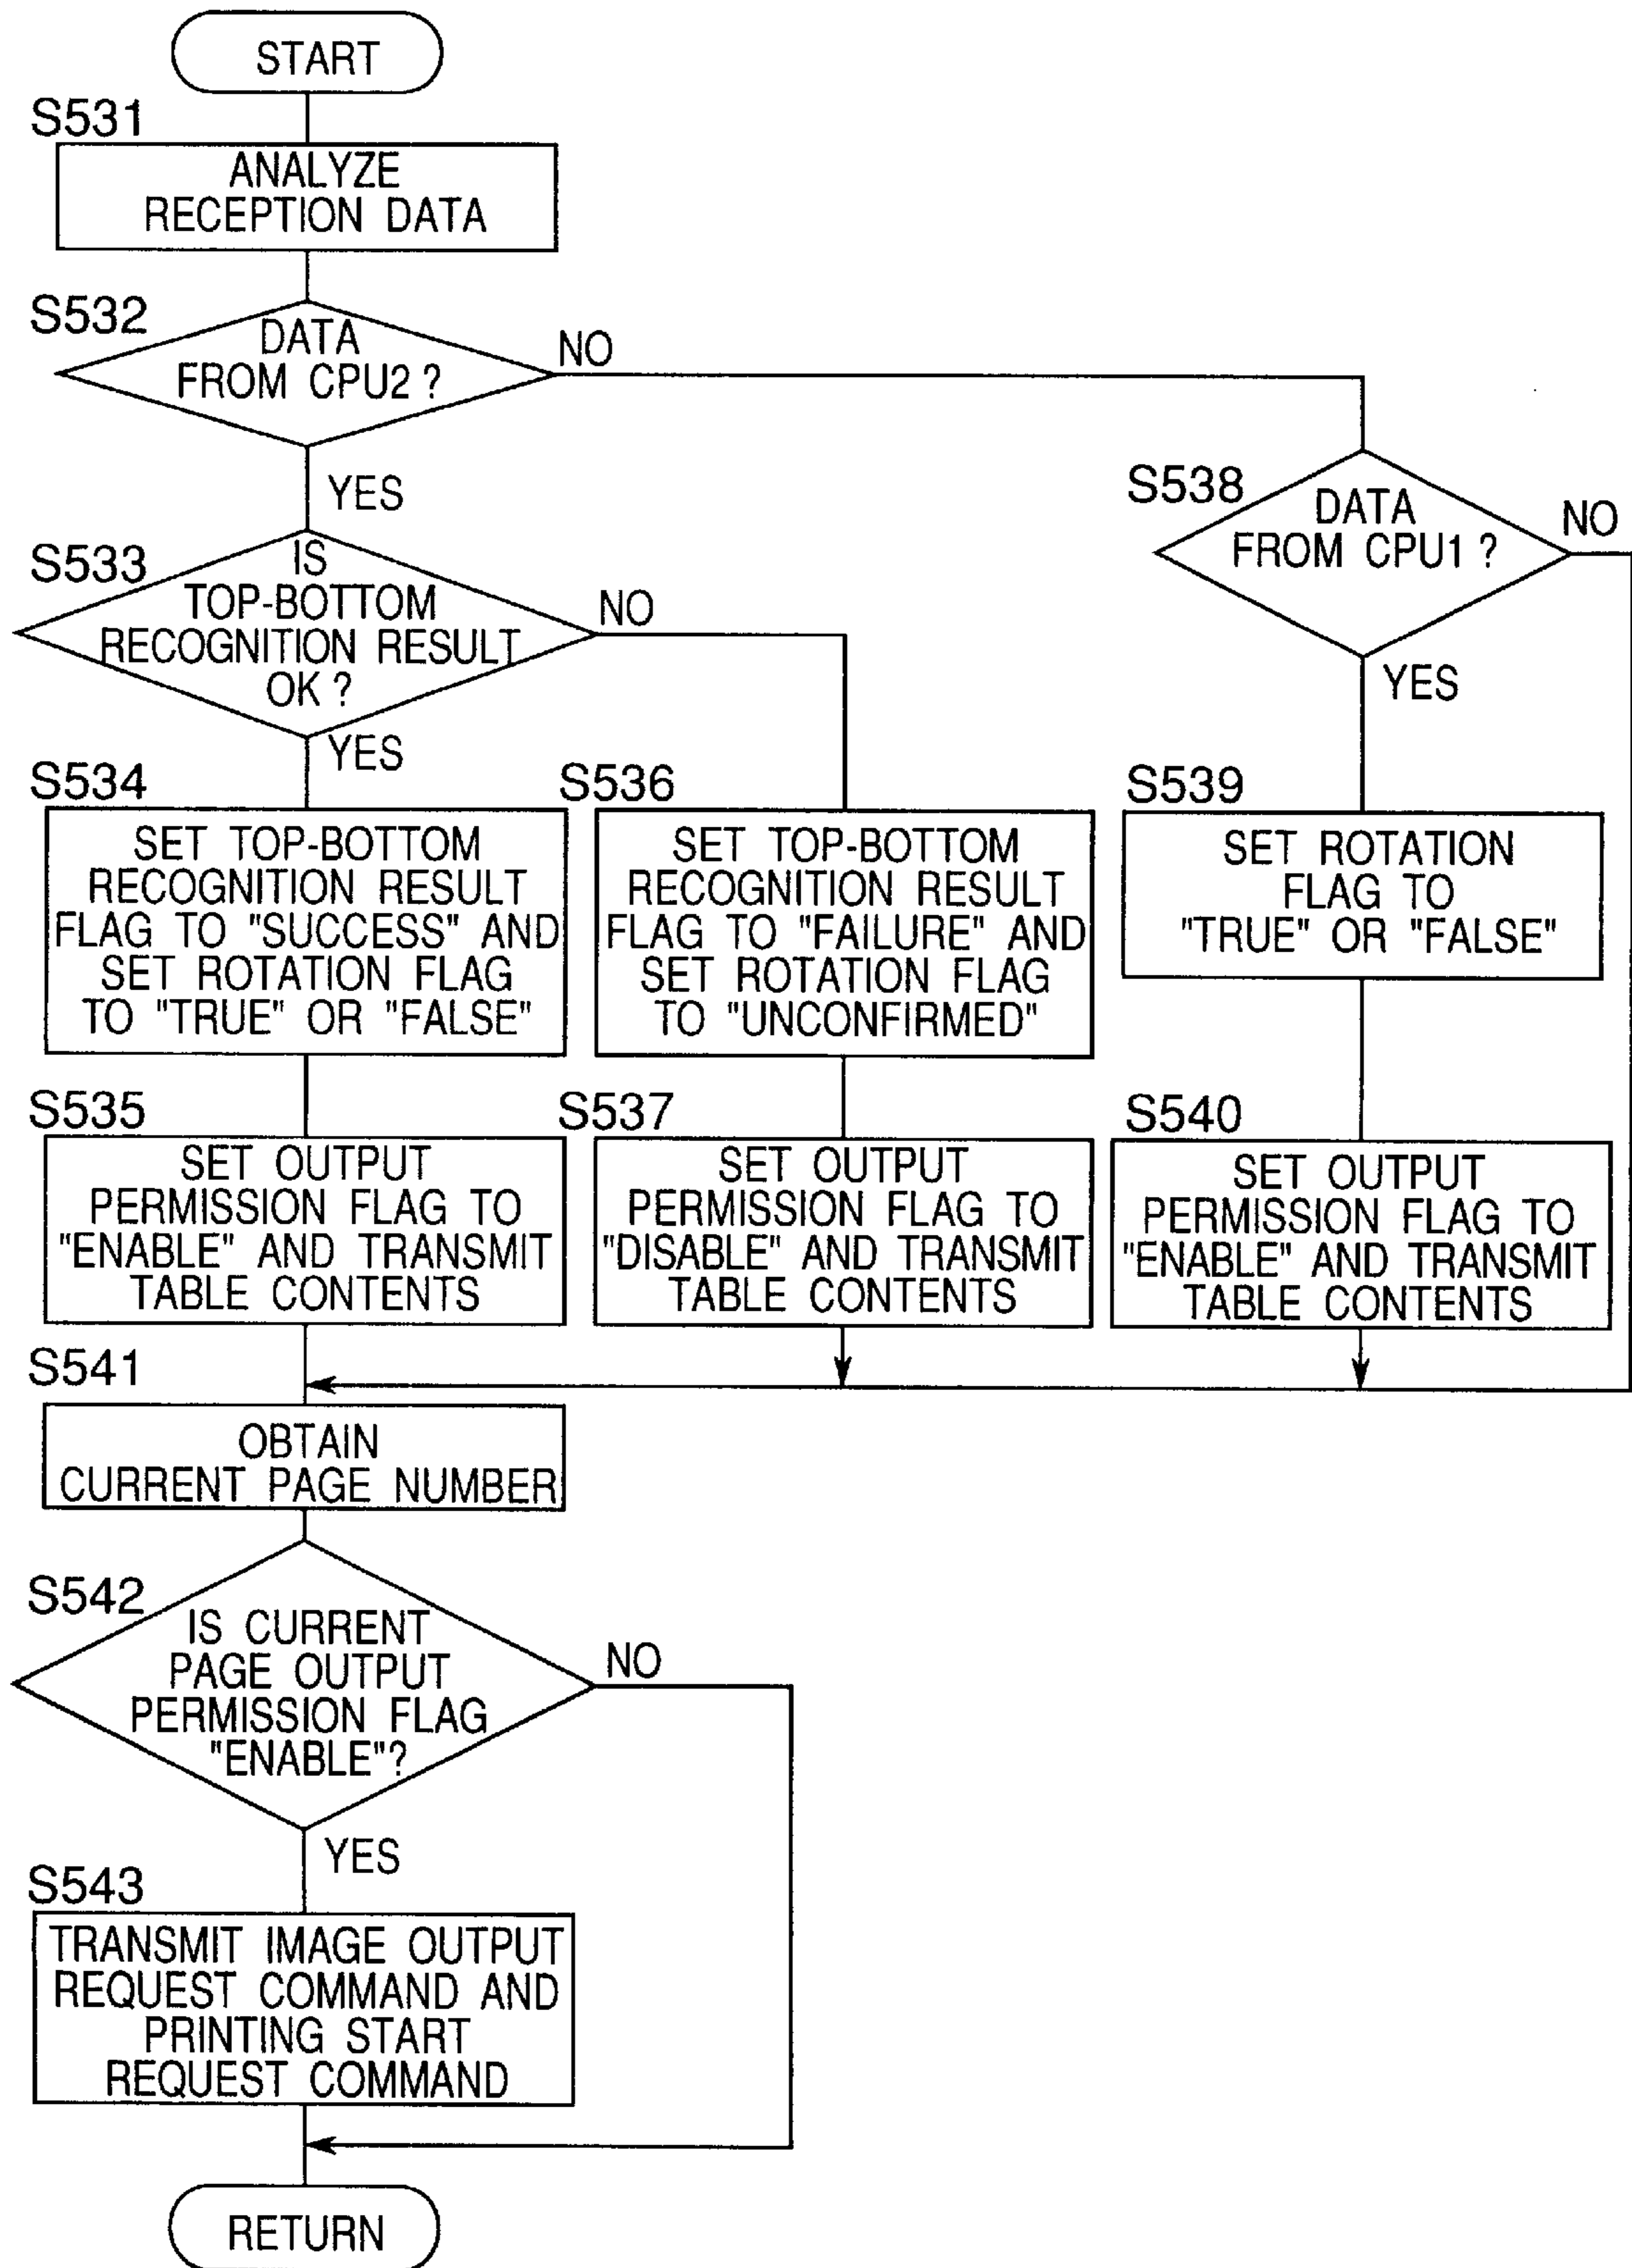 START
S531
ANALYZE
RECEPTION DATA
S532
DATA
FROM CPU2 ?
NO
YES
S538
DATA
FROM CPU1 ?
NO
YES
S533
IS
TOP-BOTTOM
RECOGNITION RESULT
OK ?
NO
YES
S534
SET TOP-BOTTOM
RECOGNITION RESULT
FLAG TO "SUCCESS" AND
SET ROTATION FLAG
TO "TRUE" OR "FALSE"
S536
SET TOP-BOTTOM
RECOGNITION RESULT
FLAG TO "FAILURE" AND
SET ROTATION FLAG
TO "UNCONFIRMED"
S539
SET ROTATION
FLAG TO
"TRUE" OR "FALSE"
S535
SET OUTPUT
PERMISSION FLAG TO
"ENABLE" AND TRANSMIT
TABLE CONTENTS
S537
SET OUTPUT
PERMISSION FLAG TO
"DISABLE" AND TRANSMIT
TABLE CONTENTS
S540
SET OUTPUT
PERMISSION FLAG TO
"ENABLE" AND TRANSMIT
TABLE CONTENTS
S541
OBTAIN
CURRENT PAGE NUMBER
S542
IS CURRENT
PAGE OUTPUT
PERMISSION FLAG
"ENABLE"?
NO
YES
S543
TRANSMIT IMAGE OUTPUT
REQUEST COMMAND AND
PRINTING START
REQUEST COMMAND
RETURN